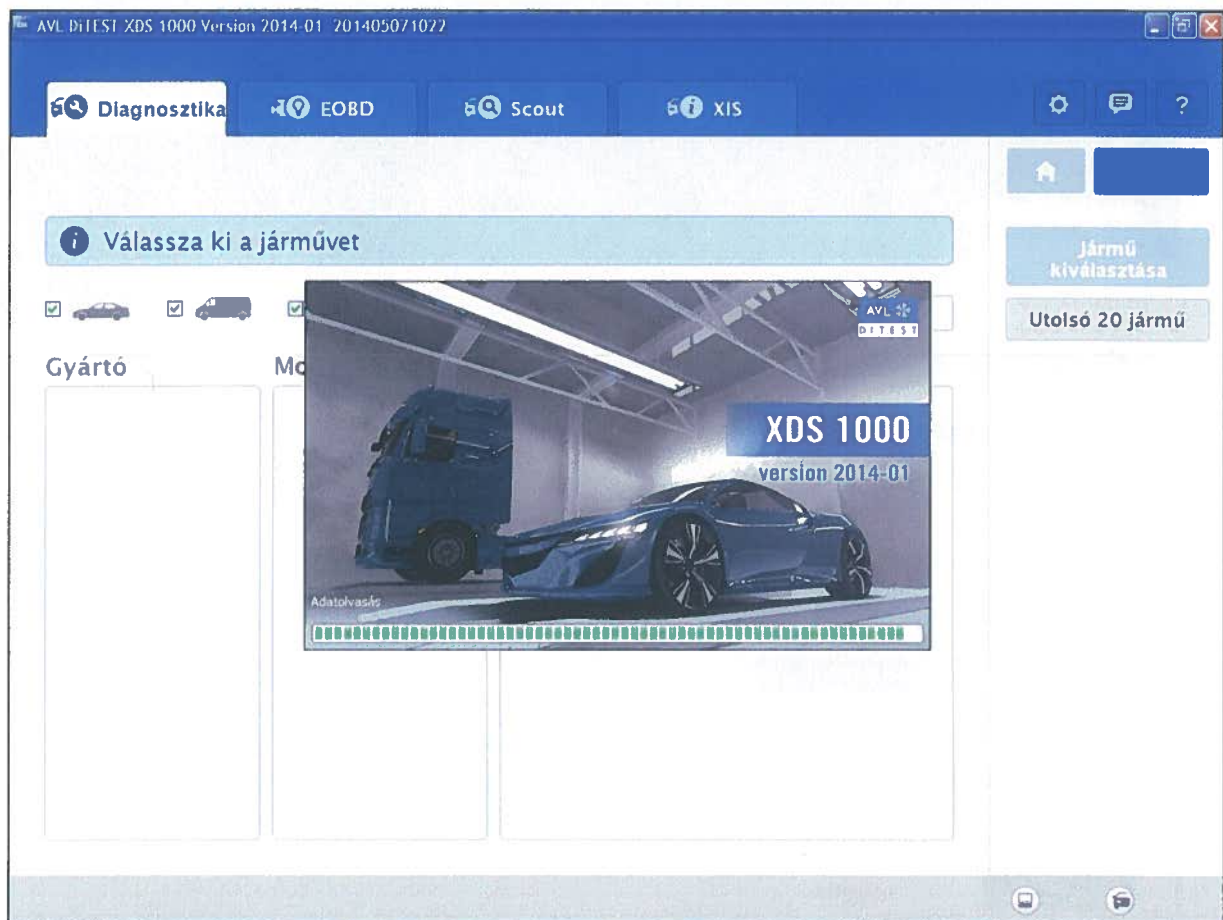 AVL DiTEST XDS 1000 Version 2014-01 201405071022
Diagnosztika
EOBD
Scout
XIS
?
Válassza ki a járművet
Jármű
kiválasztása
Utolsó 20 jármű
Gyártó
Mo
AVL
DITEST
XDS 1000
version 2014-01
Adatolvasás